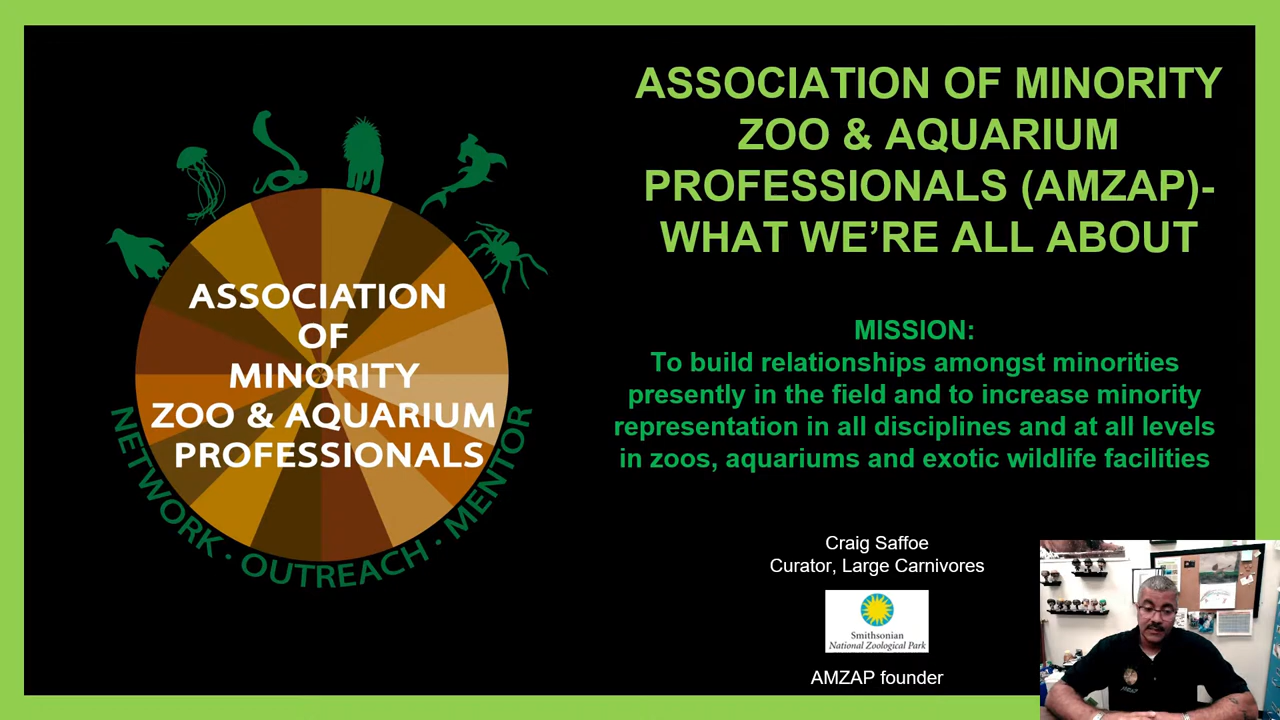 ASSOCIATION OF MINORITY
ZOO & AQUARIUM
PROFESSIONALS (AMZAP)-
WHAT WE’RE ALL ABOUT
ASSOCIATION
OF
MINORITY
ZOO & AQUARIUM
PROFESSIONALS
NETWORK · OUTREACH · MENTOR
MISSION:
To build relationships amongst minorities
presently in the field and to increase minority
representation in all disciplines and at all levels
in zoos, aquariums and exotic wildlife facilities
Craig Saffoe
Curator, Large Carnivores
Smithsonian
National Zoological Park
AMZAP founder